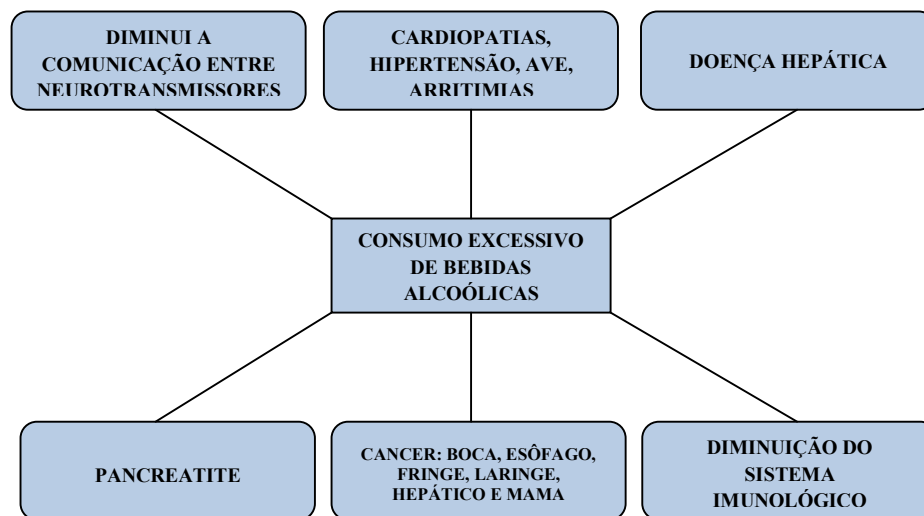 DIMINUI A
COMUNICAÇÃO ENTRE
NEUROTRANSMISSORES
CARDIOPATIAS,
HIPERTENSÃO, AVE,
ARRITIMIAS
DOENÇA HEPÁTICA
CONSUMO EXCESSIVO
DE BEBIDAS
ALCOÓLICAS
PANCREATITE
CANCER: BOCA, ESÔFAGO,
FRINGE, LARINGE,
HEPÁTICO E MAMA
DIMINUIÇÃO DO
SISTEMA
IMUNOLÓGICO